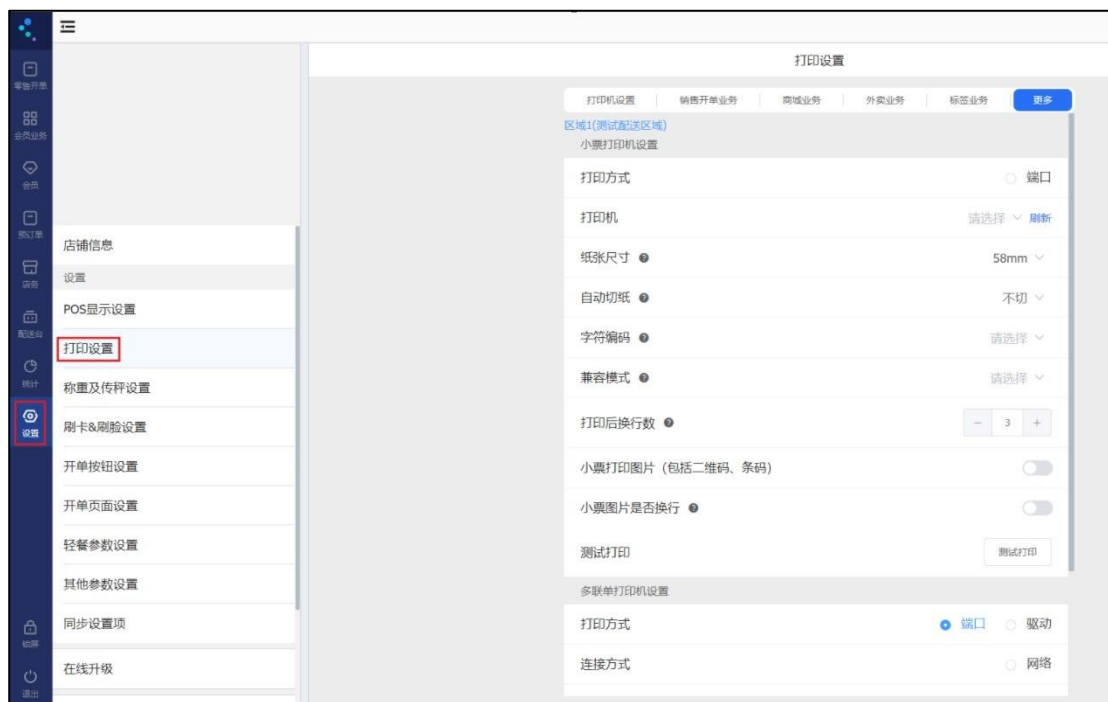 零售开单
会员业务
会员
预订单
店务
配送台
统计
设置
锁屏
退出
店铺信息
设置
POS显示设置
打印设置
称重及传秤设置
刷卡&刷脸设置
开单按钮设置
开单页面设置
轻餐参数设置
其他参数设置
同步设置项
在线升级
打印设置
打印机设置 销售开单业务 商城业务 外卖业务 标签业务 更多
区域1(测试配送区域)
小票打印机设置
打印方式 端口
打印机 请选择 刷新
纸张尺寸 58mm
自动切纸 不切
字符编码 请选择
兼容模式 请选择
打印后换行数 − 3 +
小票打印图片（包括二维码、条码）
小票图片是否换行
测试打印 测试打印
多联单打印机设置
打印方式 端口 驱动
连接方式 网络